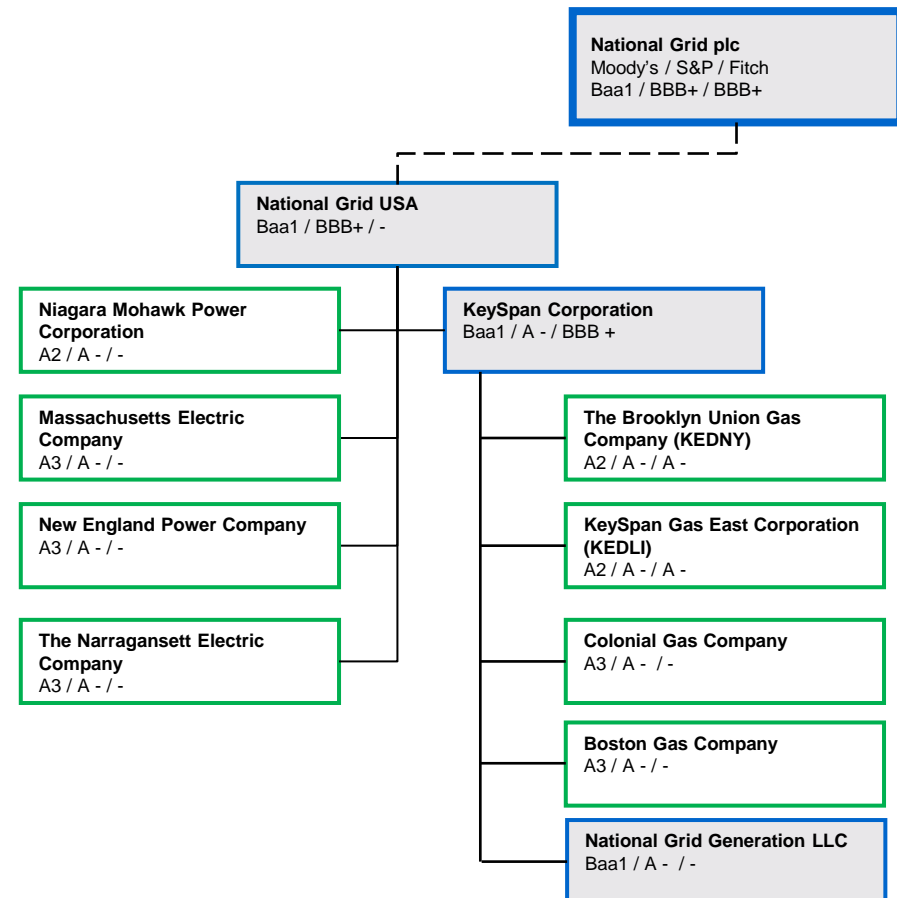 National Grid plc
Moody's / S&P / Fitch
Baa1 / BBB+ / BBB+
National Grid USA
Baa1 / BBB+ / -
Niagara Mohawk Power
Corporation
A2 / A - / -
KeySpan Corporation
Baa1 / A - / BBB +
Massachusetts Electric
Company
A3 / A - / -
The Brooklyn Union Gas
Company (KEDNY)
A2 / A - / A -
New England Power Company
A3 / A - / -
KeySpan Gas East Corporation
(KEDLI)
A2 / A - / A -
The Narragansett Electric
Company
A3 / A - / -
Colonial Gas Company
A3 / A -  / -
Boston Gas Company
A3 / A - / -
National Grid Generation LLC
Baa1 / A -  / -